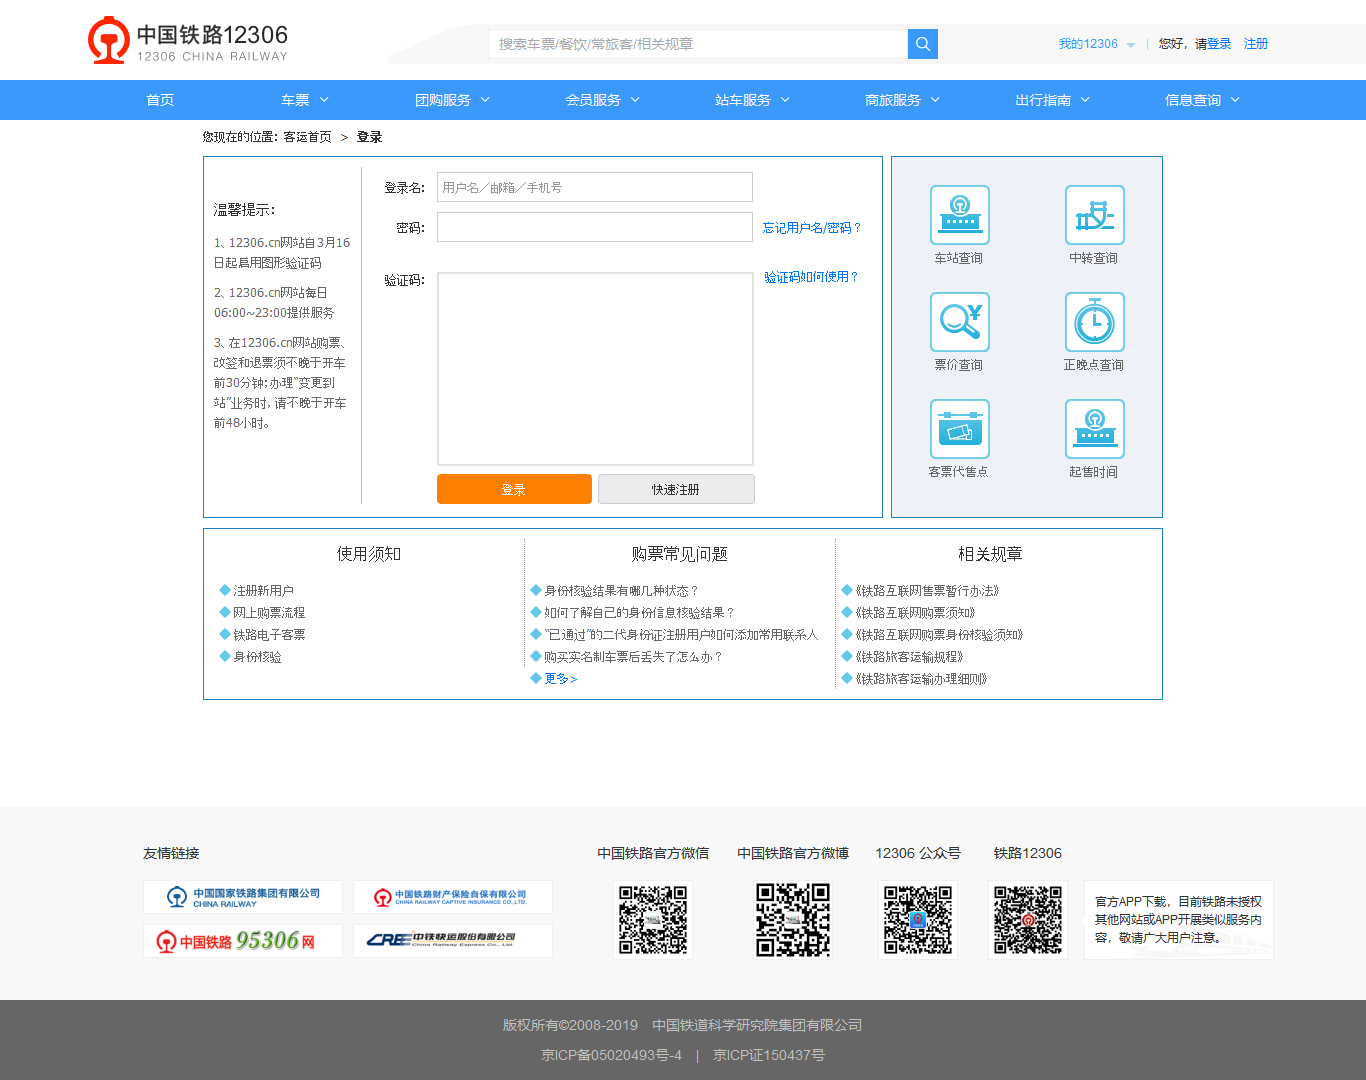 中国铁路12306
12306 CHINA RAILWAY
搜索车票/餐饮/常旅客/相关规章
我的12306 | 您好，请登录 注册
首页 车票 团购服务 会员服务 站车服务 商旅服务 出行指南 信息查询
您现在的位置：客运首页 > 登录
温馨提示：
1、12306.cn网站自3月16
日起启用图形验证码
2、12306.cn网站每日
06:00~23:00提供服务
3、在12306.cn网站购票、
改签和退票须不晚于开车
前30分钟；办理“变更到
站”业务时，请不晚于开车
前48小时。
登录名：
用户名／邮箱／手机号
密码：
忘记用户名/密码？
验证码：
验证码如何使用？
登录
快速注册
车站查询
中转查询
票价查询
正晚点查询
客票代售点
起售时间
使用须知
注册新用户
网上购票流程
铁路电子客票
身份核验
购票常见问题
身份核验结果有哪几种状态？
如何了解自己的身份信息核验结果？
“已通过”的二代身份证注册用户如何添加常用联系人
购买实名制车票后丢失了怎么办？
更多>
相关规章
《铁路互联网售票暂行办法》
《铁路互联网购票须知》
《铁路互联网购票身份核验须知》
《铁路旅客运输规程》
《铁路旅客运输办理细则》
友情链接
中国国家铁路集团有限公司
CHINA RAILWAY
中国铁路财产保险自保有限公司
CHINA RAILWAY CAPTIVE INSURANCE CO.,LTD.
中国铁路 95306 网
CRE 中铁快运股份有限公司
China Railway Express Co., Ltd.
中国铁路官方微信
中国铁路官方微博
12306 公众号
铁路12306
官方APP下载，目前铁路未授权
其他网站或APP开展类似服务内
容，敬请广大用户注意。
版权所有©2008-2019 中国铁道科学研究院集团有限公司
京ICP备05020493号-4 | 京ICP证150437号